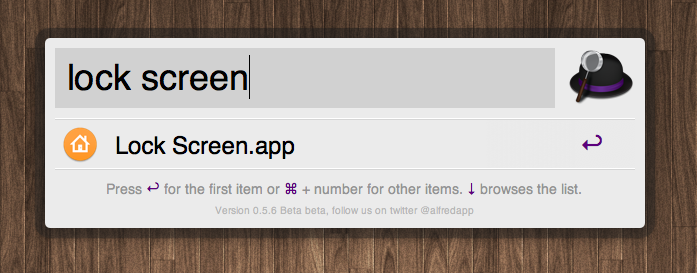 lock screen
Lock Screen.app ↩
Press ↩ for the first item or ⌘ + number for other items. ↓ browses the list.
Version 0.5.6 Beta beta, follow us on twitter @alfredapp